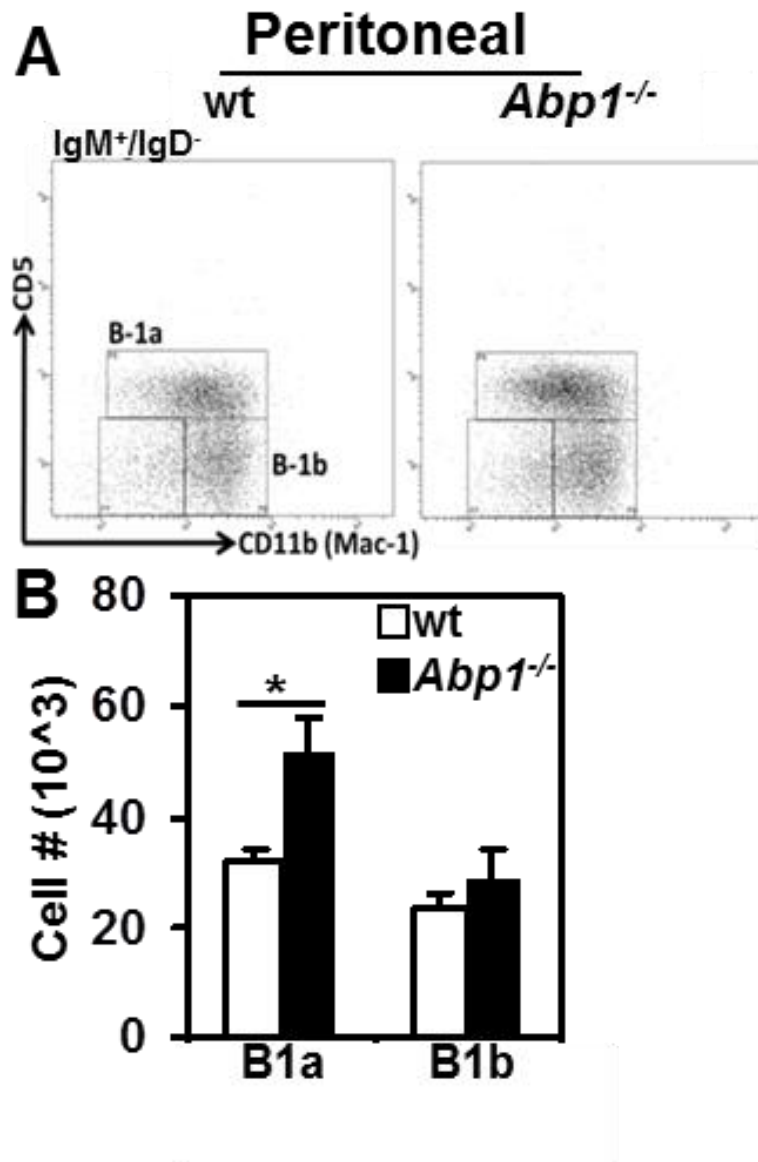 A
Peritoneal
wt
Abp1-/-
IgM+/IgD-
CD5
B-1a
B-1b
CD11b (Mac-1)
B
80
60
40
20
0
Cell # (10^3)
wt
Abp1-/-
*
B1a
B1b